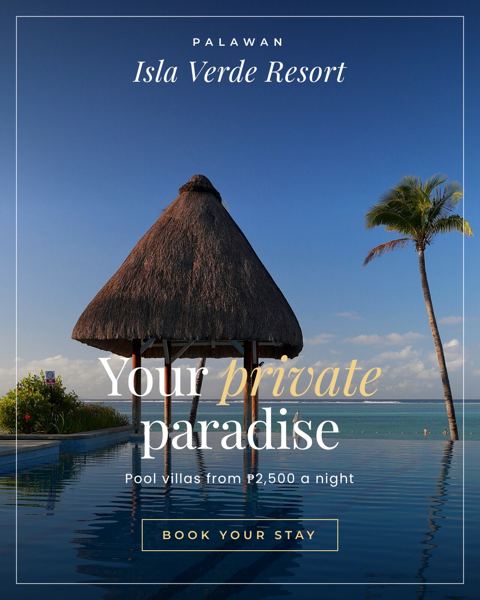 PALAWAN
Isla Verde Resort
Your private
paradise
Pool villas from ₱2,500 a night
BOOK YOUR STAY